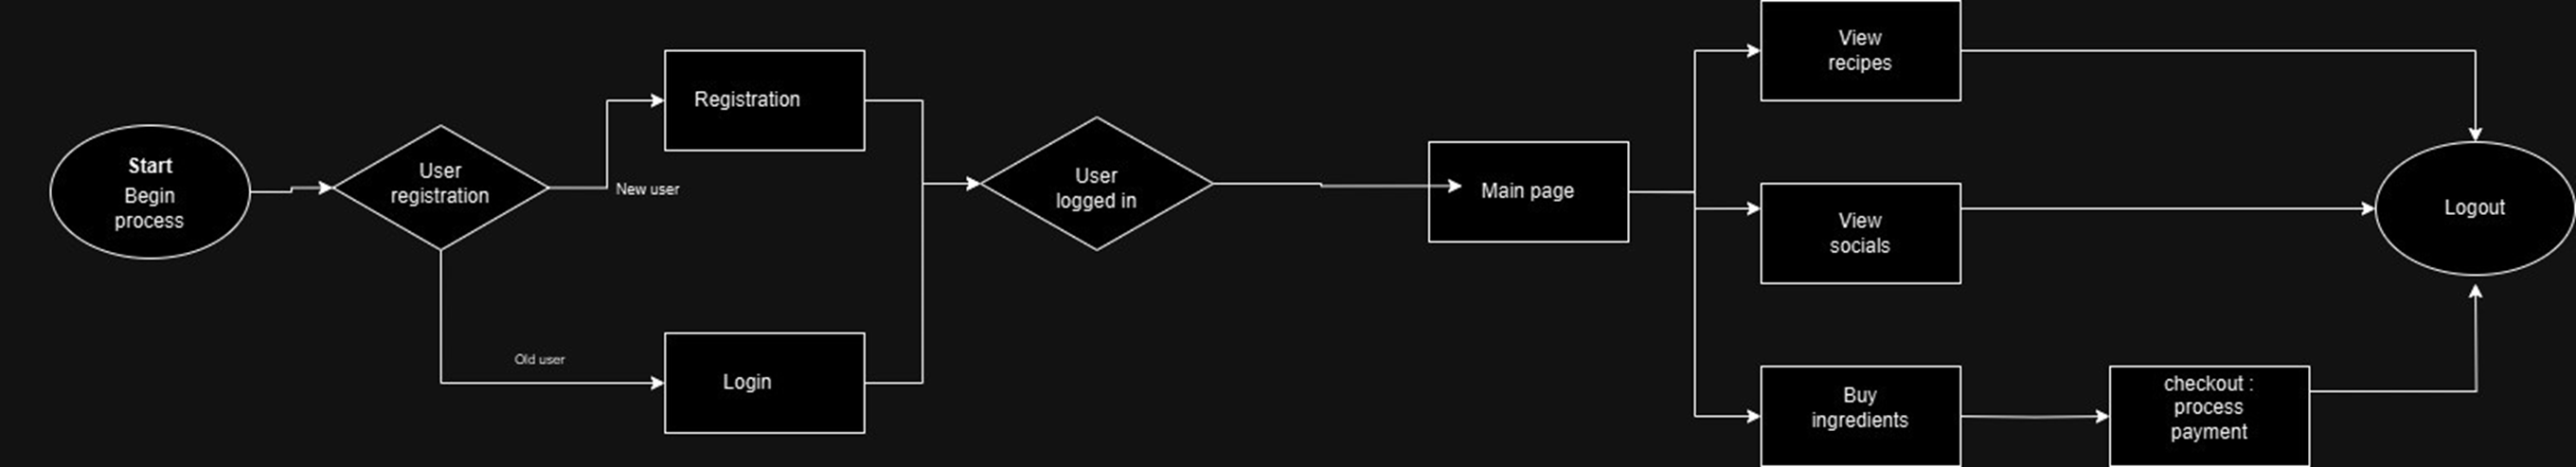 Start
Begin
process
User
registration
New user
Old user
Registration
Login
User
logged in
Main page
View
recipes
View
socials
Buy
ingredients
checkout :
process
payment
Logout